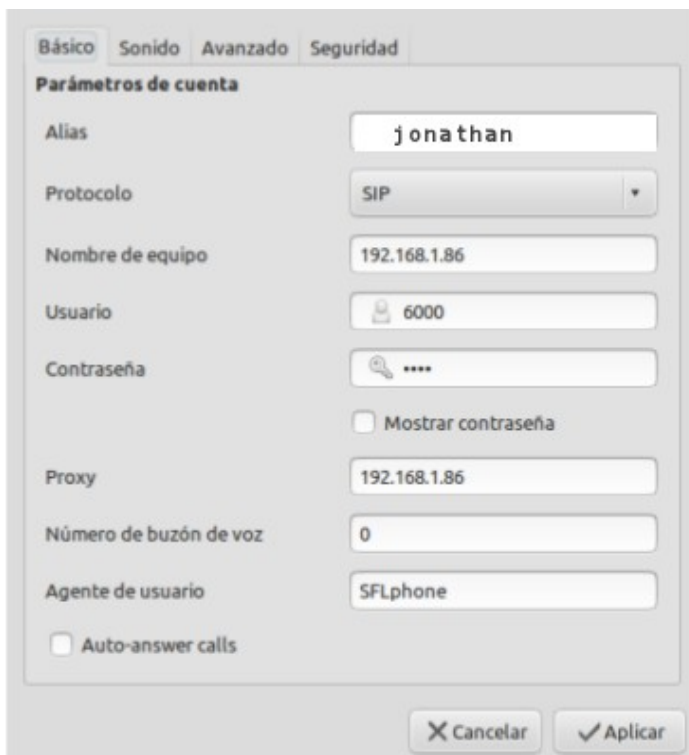 Básico Sonido Avanzado Seguridad
Parámetros de cuenta
Alias jonathan
Protocolo SIP
Nombre de equipo 192.168.1.86
Usuario 6000
Contraseña ••••
Mostrar contraseña
Proxy 192.168.1.86
Número de buzón de voz 0
Agente de usuario SFLphone
Auto-answer calls
Cancelar Aplicar